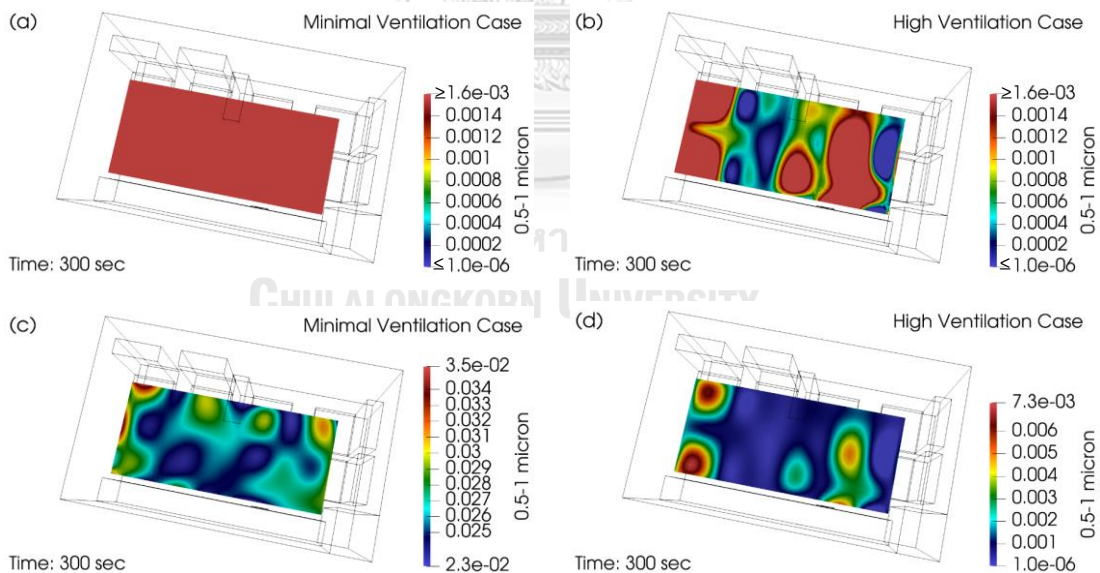 (a) Minimal Ventilation Case
≥1.6e-03
0.0014
0.0012
0.001
0.0008
0.0006
0.0004
0.0002
≤1.0e-06
0.5-1 micron
Time: 300 sec
(b) High Ventilation Case
≥1.6e-03
0.0014
0.0012
0.001
0.0008
0.0006
0.0004
0.0002
≤1.0e-06
0.5-1 micron
Time: 300 sec
CHULALONGKORN UNIVERSITY
(c) Minimal Ventilation Case
3.5e-02
0.034
0.033
0.032
0.031
0.03
0.029
0.028
0.027
0.026
0.025
2.3e-02
0.5-1 micron
Time: 300 sec
(d) High Ventilation Case
7.3e-03
0.006
0.005
0.004
0.003
0.002
0.001
1.0e-06
0.5-1 micron
Time: 300 sec